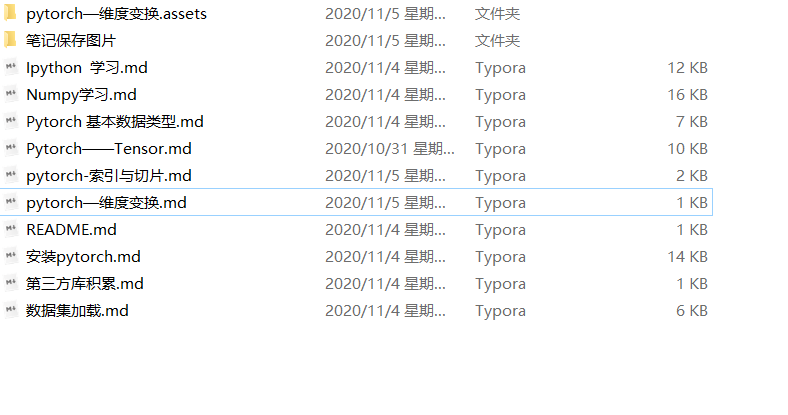 pytorch—维度变换.assets 2020/11/5 星期... 文件夹
笔记保存图片 2020/11/5 星期... 文件夹
Ipython  学习.md 2020/11/4 星期... Typora 12 KB
Numpy学习.md 2020/11/4 星期... Typora 16 KB
Pytorch 基本数据类型.md 2020/11/4 星期... Typora 7 KB
Pytorch——Tensor.md 2020/10/31 星期... Typora 10 KB
pytorch-索引与切片.md 2020/11/5 星期... Typora 2 KB
pytorch—维度变换.md 2020/11/5 星期... Typora 1 KB
README.md 2020/11/4 星期... Typora 1 KB
安装pytorch.md 2020/11/4 星期... Typora 14 KB
第三方库积累.md 2020/11/4 星期... Typora 1 KB
数据集加载.md 2020/11/4 星期... Typora 6 KB